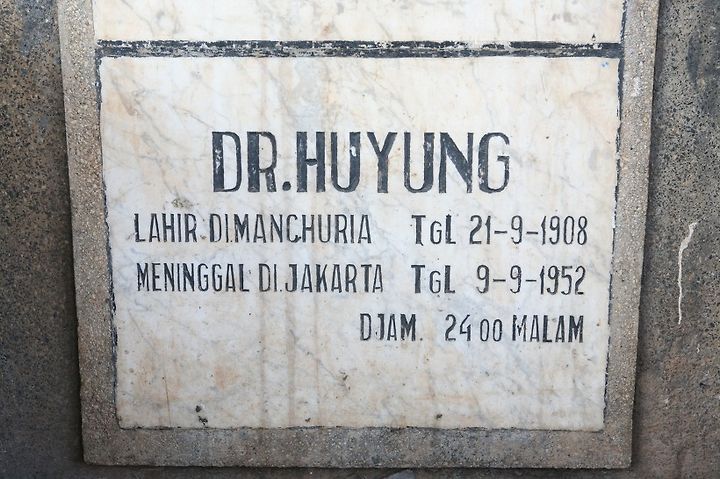 DR.HUYUNG
LAHIR DI.MANCHURIA TGL 21-9-1908
MENINGGAL DI.JAKARTA TGL 9-9-1952
DJAM. 24 00 MALAM